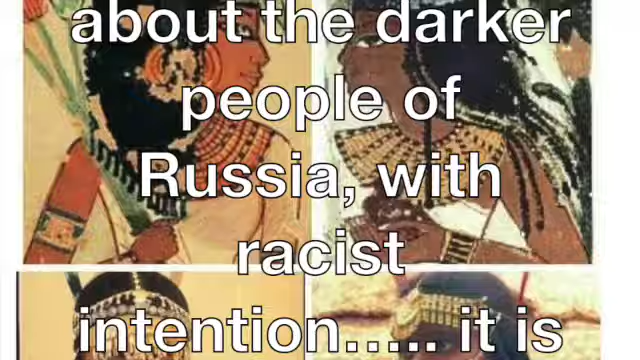 about the darker
people of
Russia, with
racist
intention..... it is